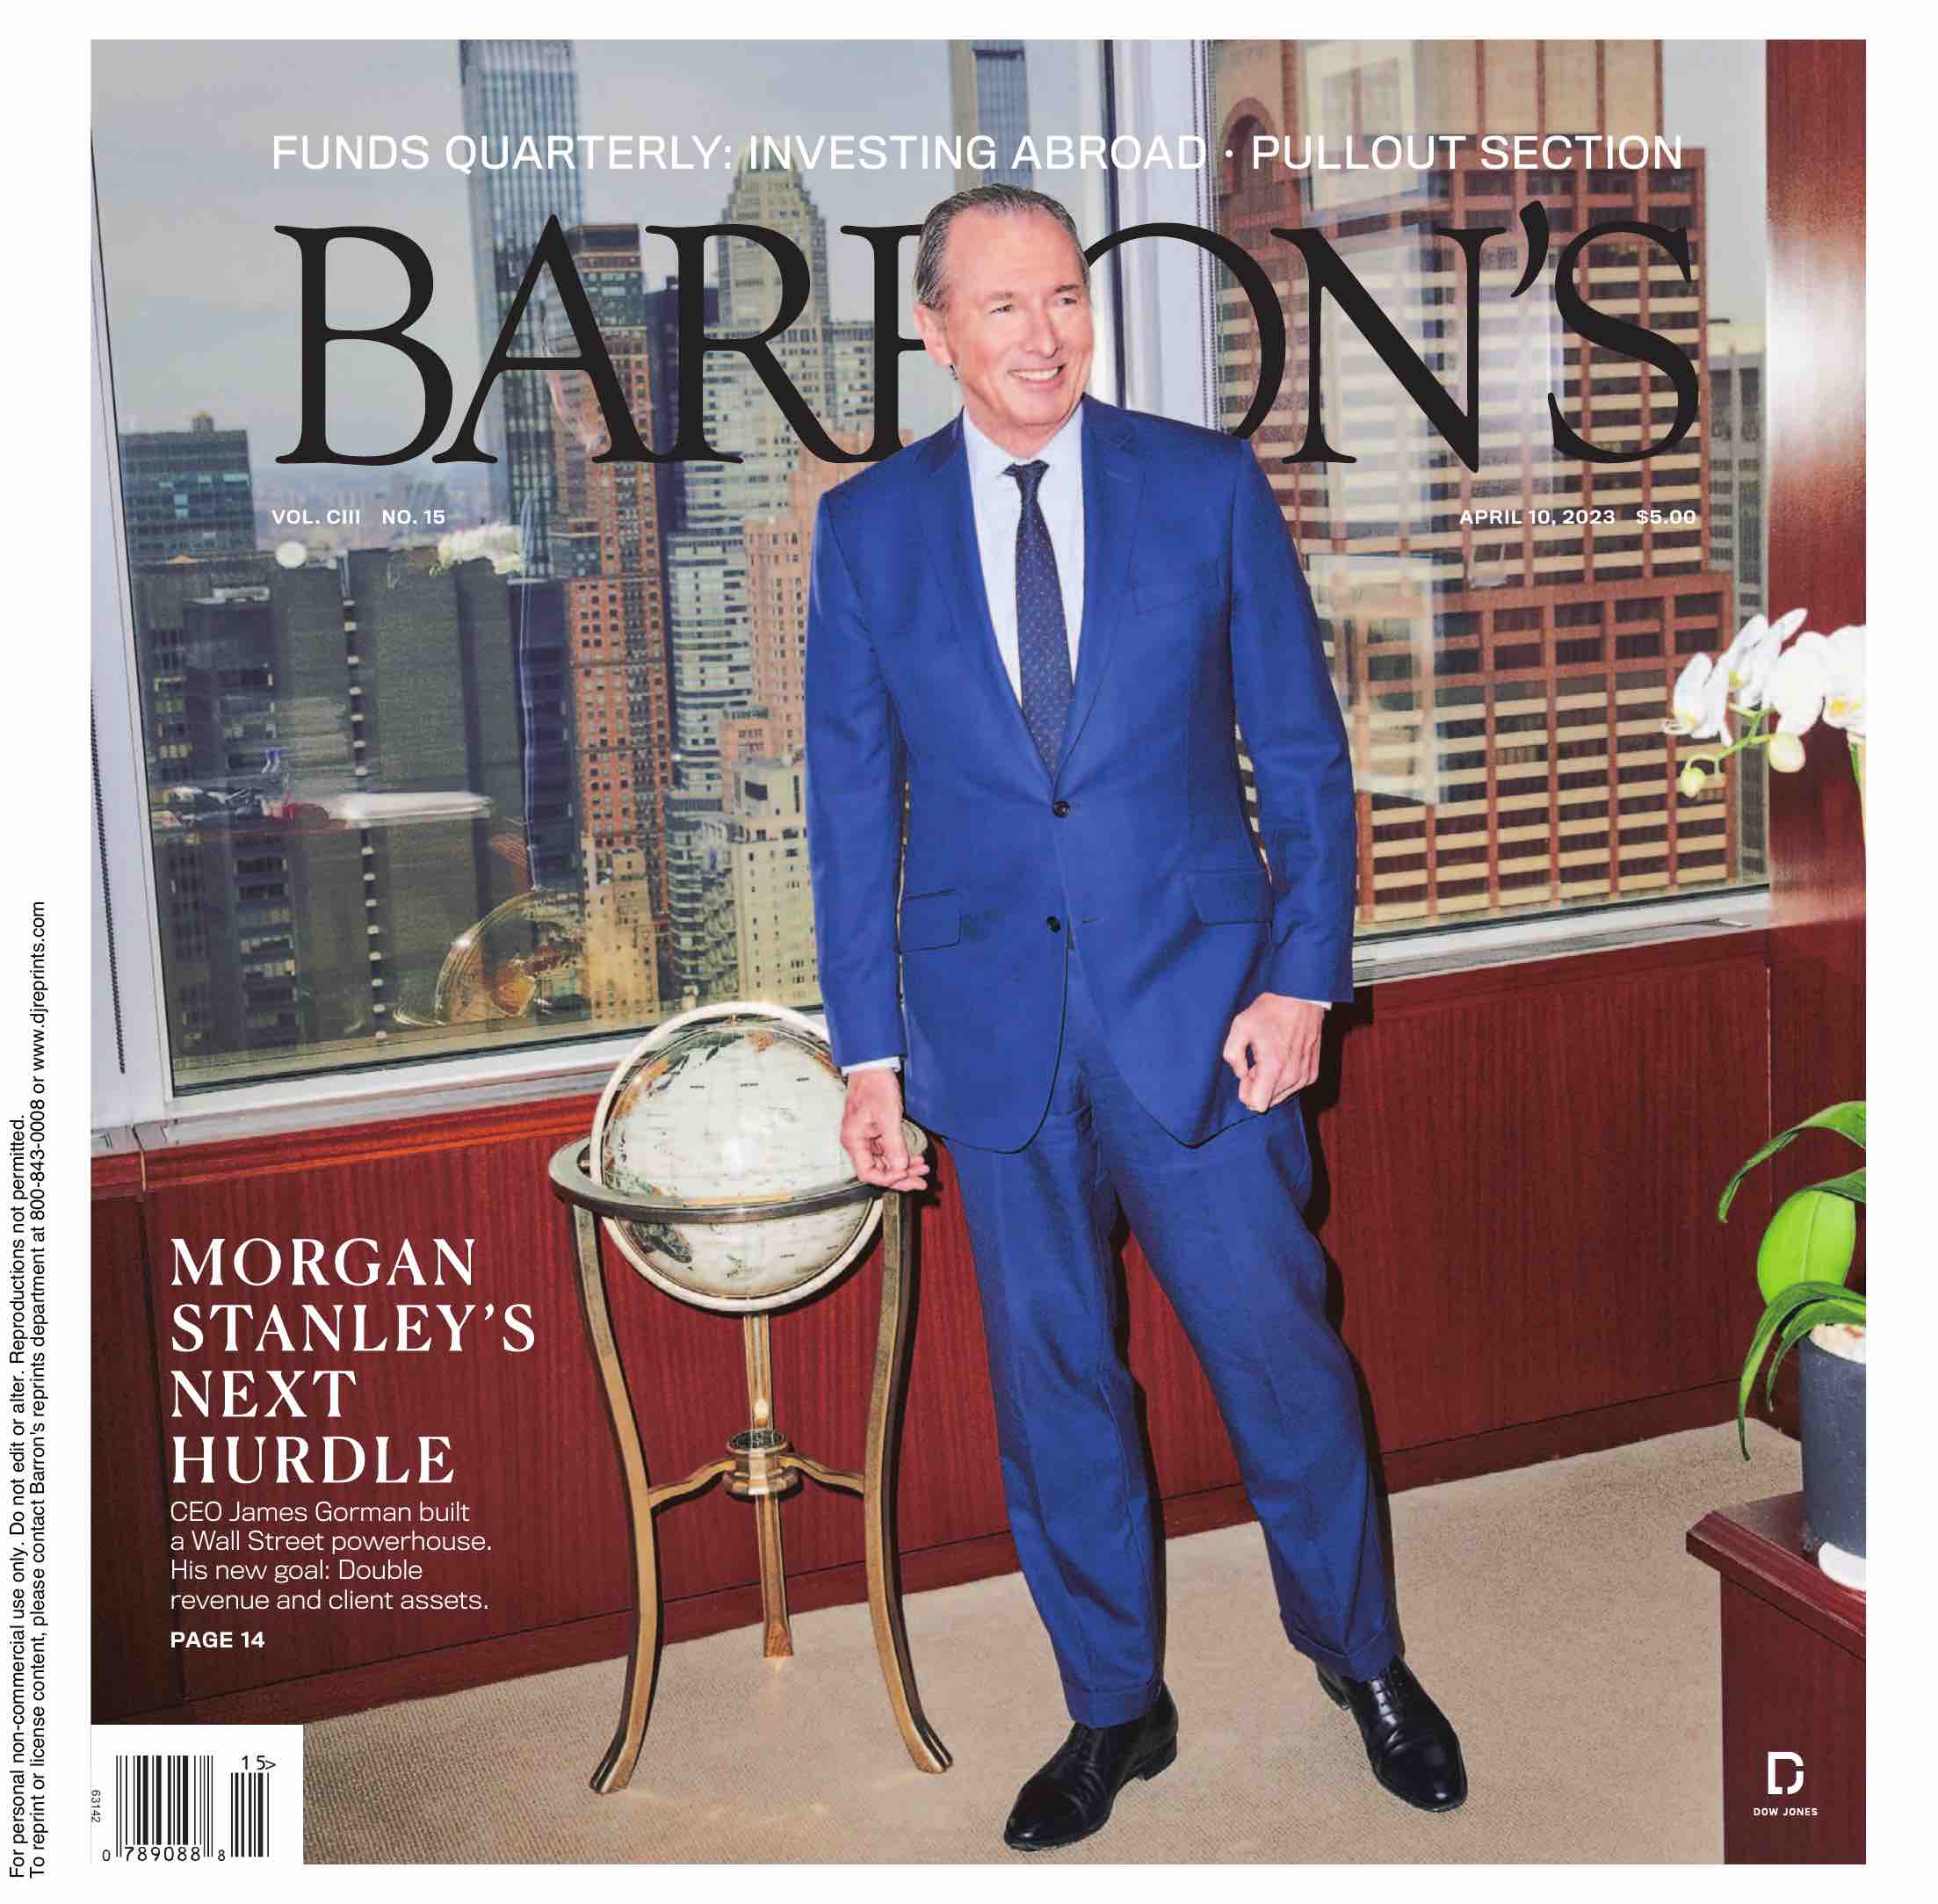 FUNDS QUARTERLY: INVESTING ABROAD · PULLOUT SECTION
BARRON'S
VOL. CIII NO. 15
APRIL 10, 2023 $5.00
MORGAN
STANLEY'S
NEXT
HURDLE
CEO James Gorman built
a Wall Street powerhouse.
His new goal: Double
revenue and client assets.
PAGE 14
63142
15>
0 789088 8
DOW JONES
For personal non-commercial use only. Do not edit or alter. Reproductions not permitted.
To reprint or license content, please contact Barron's reprints department at 800-843-0008 or www.djreprints.com